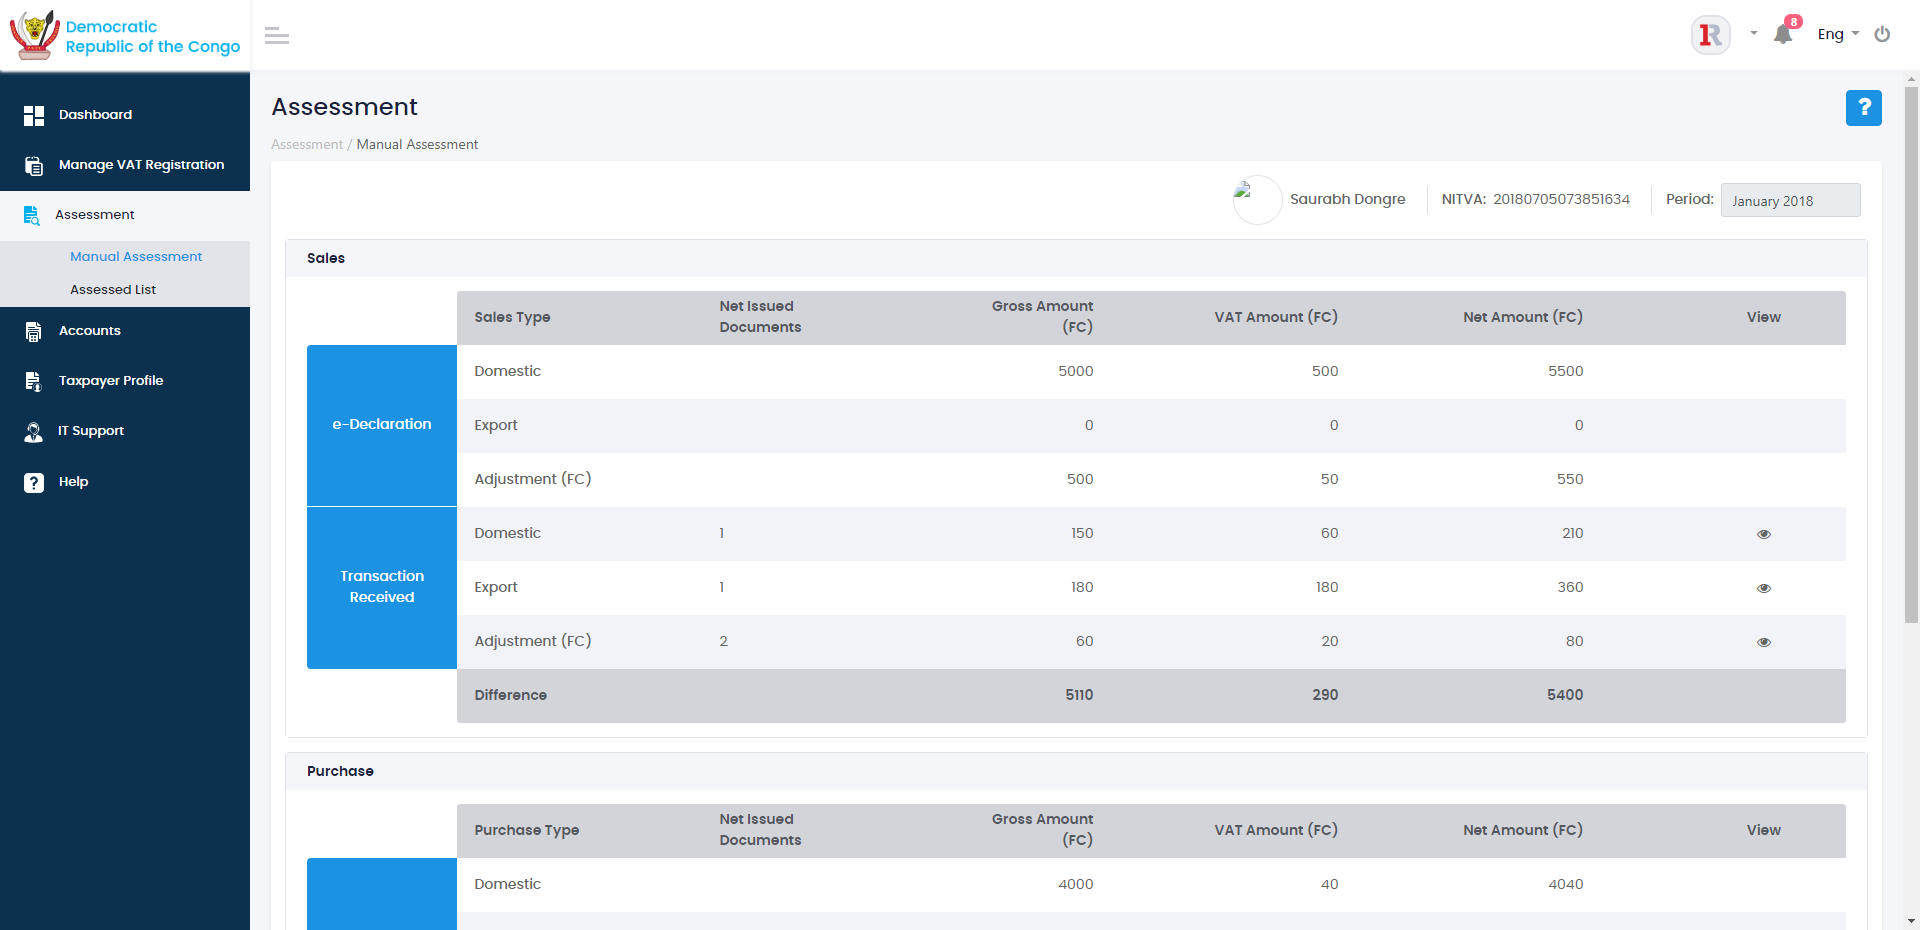 Democratic
Republic of the Congo
8
Eng
Dashboard
Manage VAT Registration
Assessment
Manual Assessment
Assessed List
Accounts
Taxpayer Profile
IT Support
? Help
Assessment
?
Assessment / Manual Assessment
Saurabh Dongre NITVA: 20180705073851634 Period: January 2018
Sales
Sales Type Net Issued Documents Gross Amount (FC) VAT Amount (FC) Net Amount (FC) View
e-Declaration
Domestic 5000 500 5500
Export 0 0 0
Adjustment (FC) 500 50 550
Transaction
Received
Domestic 1 150 60 210
Export 1 180 180 360
Adjustment (FC) 2 60 20 80
Difference 5110 290 5400
Purchase
Purchase Type Net Issued Documents Gross Amount (FC) VAT Amount (FC) Net Amount (FC) View
Domestic 4000 40 4040